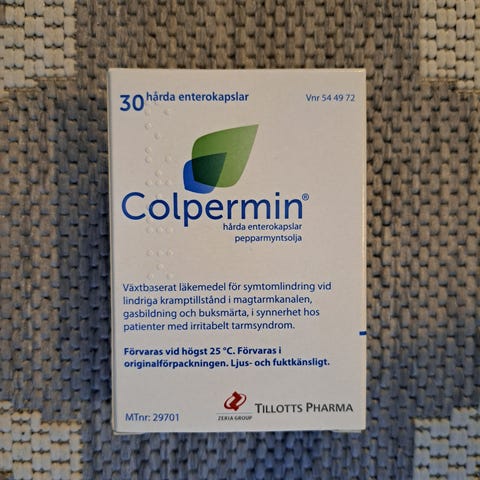 30 hårda enterokapslar Vnr 54 49 72
Colpermin®
hårda enterokapslar
pepparmyntsolja
Växtbaserat läkemedel för symtomlindring vid
lindriga kramptillstånd i magtarmkanalen,
gasbildning och buksmärta, i synnerhet hos
patienter med irritabelt tarmsyndrom.
Förvaras vid högst 25 °C. Förvaras i
originalförpackningen. Ljus- och fuktkänsligt.
MTnr: 29701 ZERIA GROUP TILLOTTS PHARMA